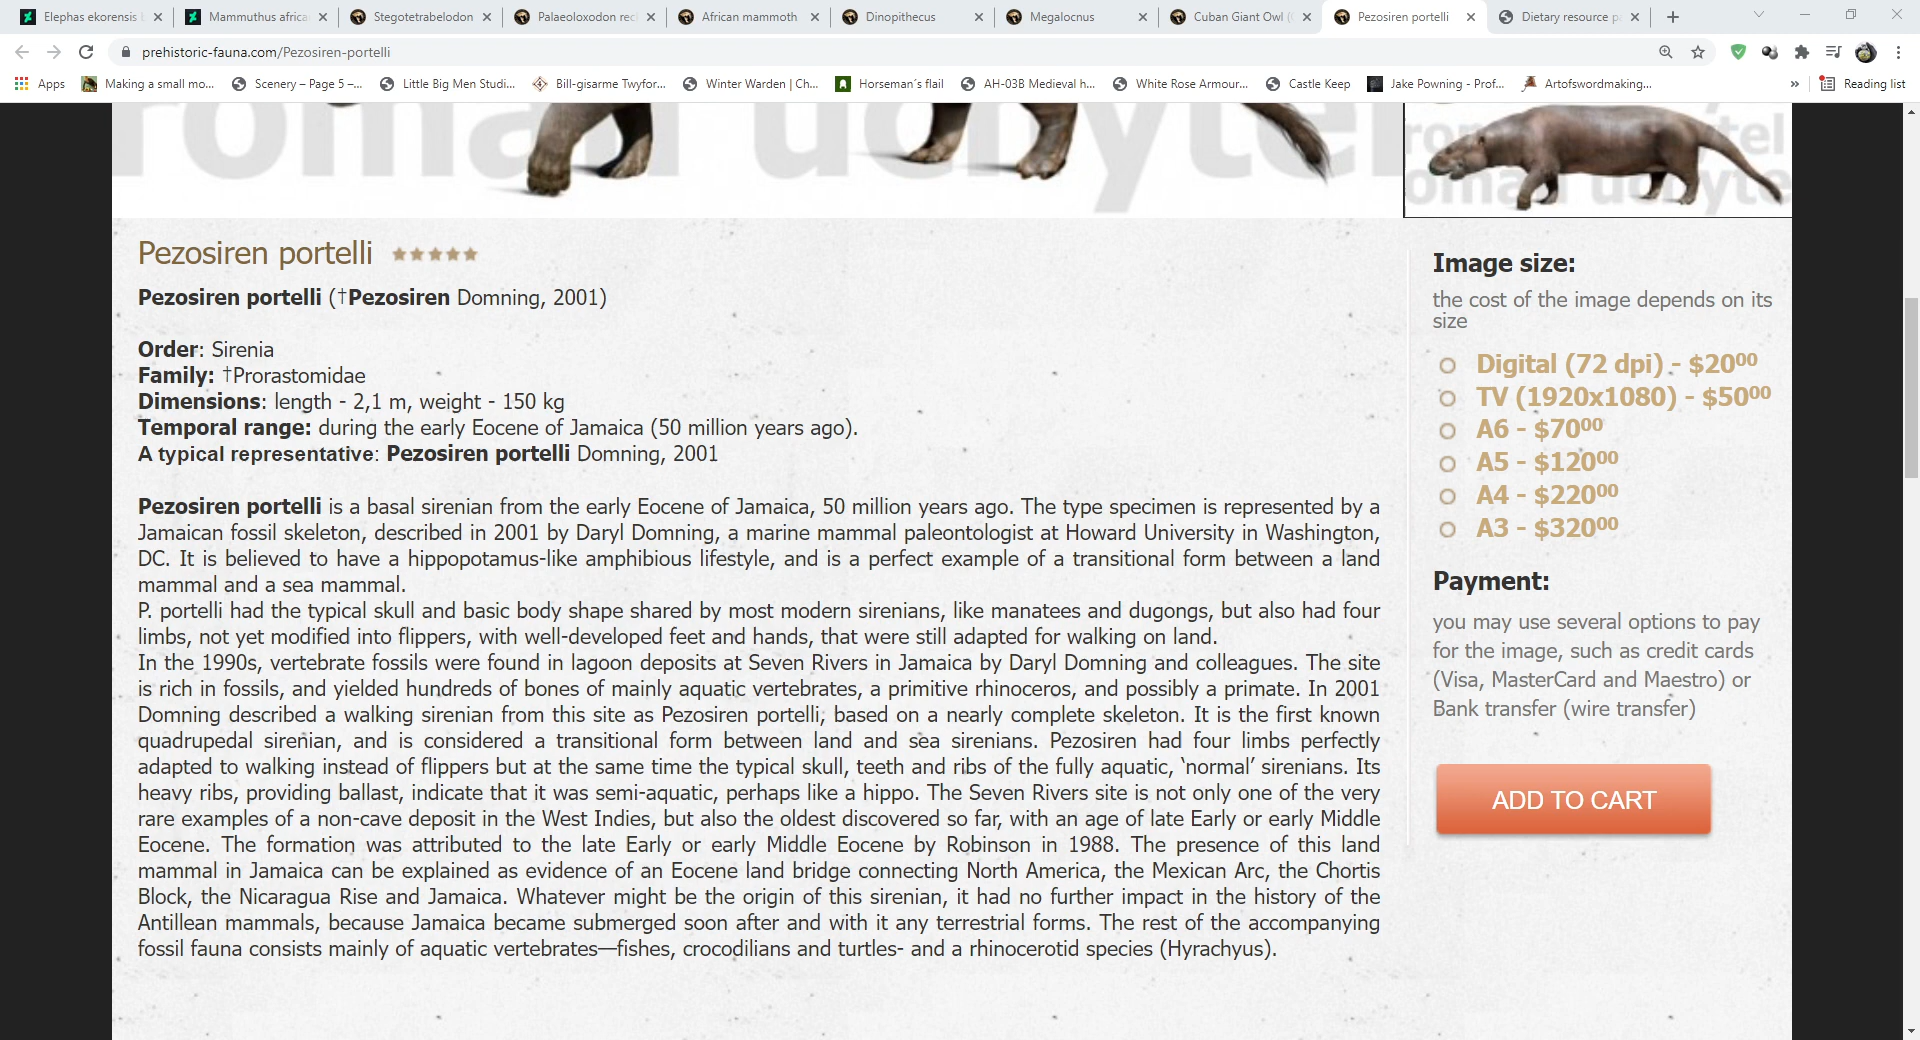 Elephas ekorensis
Mammuthus africa
Stegotetrabelodon
Palaeoloxodon rec
African mammoth
Dinopithecus
Megalocnus
Cuban Giant Owl (
Pezosiren portelli
Dietary resource p
prehistoric-fauna.com/Pezosiren-portelli
Apps
Making a small mo...
Scenery – Page 5 –...
Little Big Men Studi...
Bill-gisarme Twyfor...
Winter Warden | Ch...
Horseman´s flail
AH-03B Medieval h...
White Rose Armour...
Castle Keep
Jake Powning - Prof...
Artofswordmaking...
»
Reading list
roman uchytel
roman uchytel
Pezosiren portelli
Pezosiren portelli (†Pezosiren Domning, 2001)
Order: Sirenia
Family: †Prorastomidae
Dimensions: length - 2,1 m, weight - 150 kg
Temporal range: during the early Eocene of Jamaica (50 million years ago).
A typical representative: Pezosiren portelli Domning, 2001
Pezosiren portelli is a basal sirenian from the early Eocene of Jamaica, 50 million years ago. The type specimen is represented by a
Jamaican fossil skeleton, described in 2001 by Daryl Domning, a marine mammal paleontologist at Howard University in Washington,
DC. It is believed to have a hippopotamus-like amphibious lifestyle, and is a perfect example of a transitional form between a land
mammal and a sea mammal.
P. portelli had the typical skull and basic body shape shared by most modern sirenians, like manatees and dugongs, but also had four
limbs, not yet modified into flippers, with well-developed feet and hands, that were still adapted for walking on land.
In the 1990s, vertebrate fossils were found in lagoon deposits at Seven Rivers in Jamaica by Daryl Domning and colleagues. The site
is rich in fossils, and yielded hundreds of bones of mainly aquatic vertebrates, a primitive rhinoceros, and possibly a primate. In 2001
Domning described a walking sirenian from this site as Pezosiren portelli, based on a nearly complete skeleton. It is the first known
quadrupedal sirenian, and is considered a transitional form between land and sea sirenians. Pezosiren had four limbs perfectly
adapted to walking instead of flippers but at the same time the typical skull, teeth and ribs of the fully aquatic, ‘normal’ sirenians. Its
heavy ribs, providing ballast, indicate that it was semi-aquatic, perhaps like a hippo. The Seven Rivers site is not only one of the very
rare examples of a non-cave deposit in the West Indies, but also the oldest discovered so far, with an age of late Early or early Middle
Eocene. The formation was attributed to the late Early or early Middle Eocene by Robinson in 1988. The presence of this land
mammal in Jamaica can be explained as evidence of an Eocene land bridge connecting North America, the Mexican Arc, the Chortis
Block, the Nicaragua Rise and Jamaica. Whatever might be the origin of this sirenian, it had no further impact in the history of the
Antillean mammals, because Jamaica became submerged soon after and with it any terrestrial forms. The rest of the accompanying
fossil fauna consists mainly of aquatic vertebrates—fishes, crocodilians and turtles- and a rhinocerotid species (Hyrachyus).
Image size:
the cost of the image depends on its
size
Digital (72 dpi) - $20⁰⁰
TV (1920x1080) - $50⁰⁰
A6 - $70⁰⁰
A5 - $120⁰⁰
A4 - $220⁰⁰
A3 - $320⁰⁰
Payment:
you may use several options to pay
for the image, such as credit cards
(Visa, MasterCard and Maestro) or
Bank transfer (wire transfer)
ADD TO CART